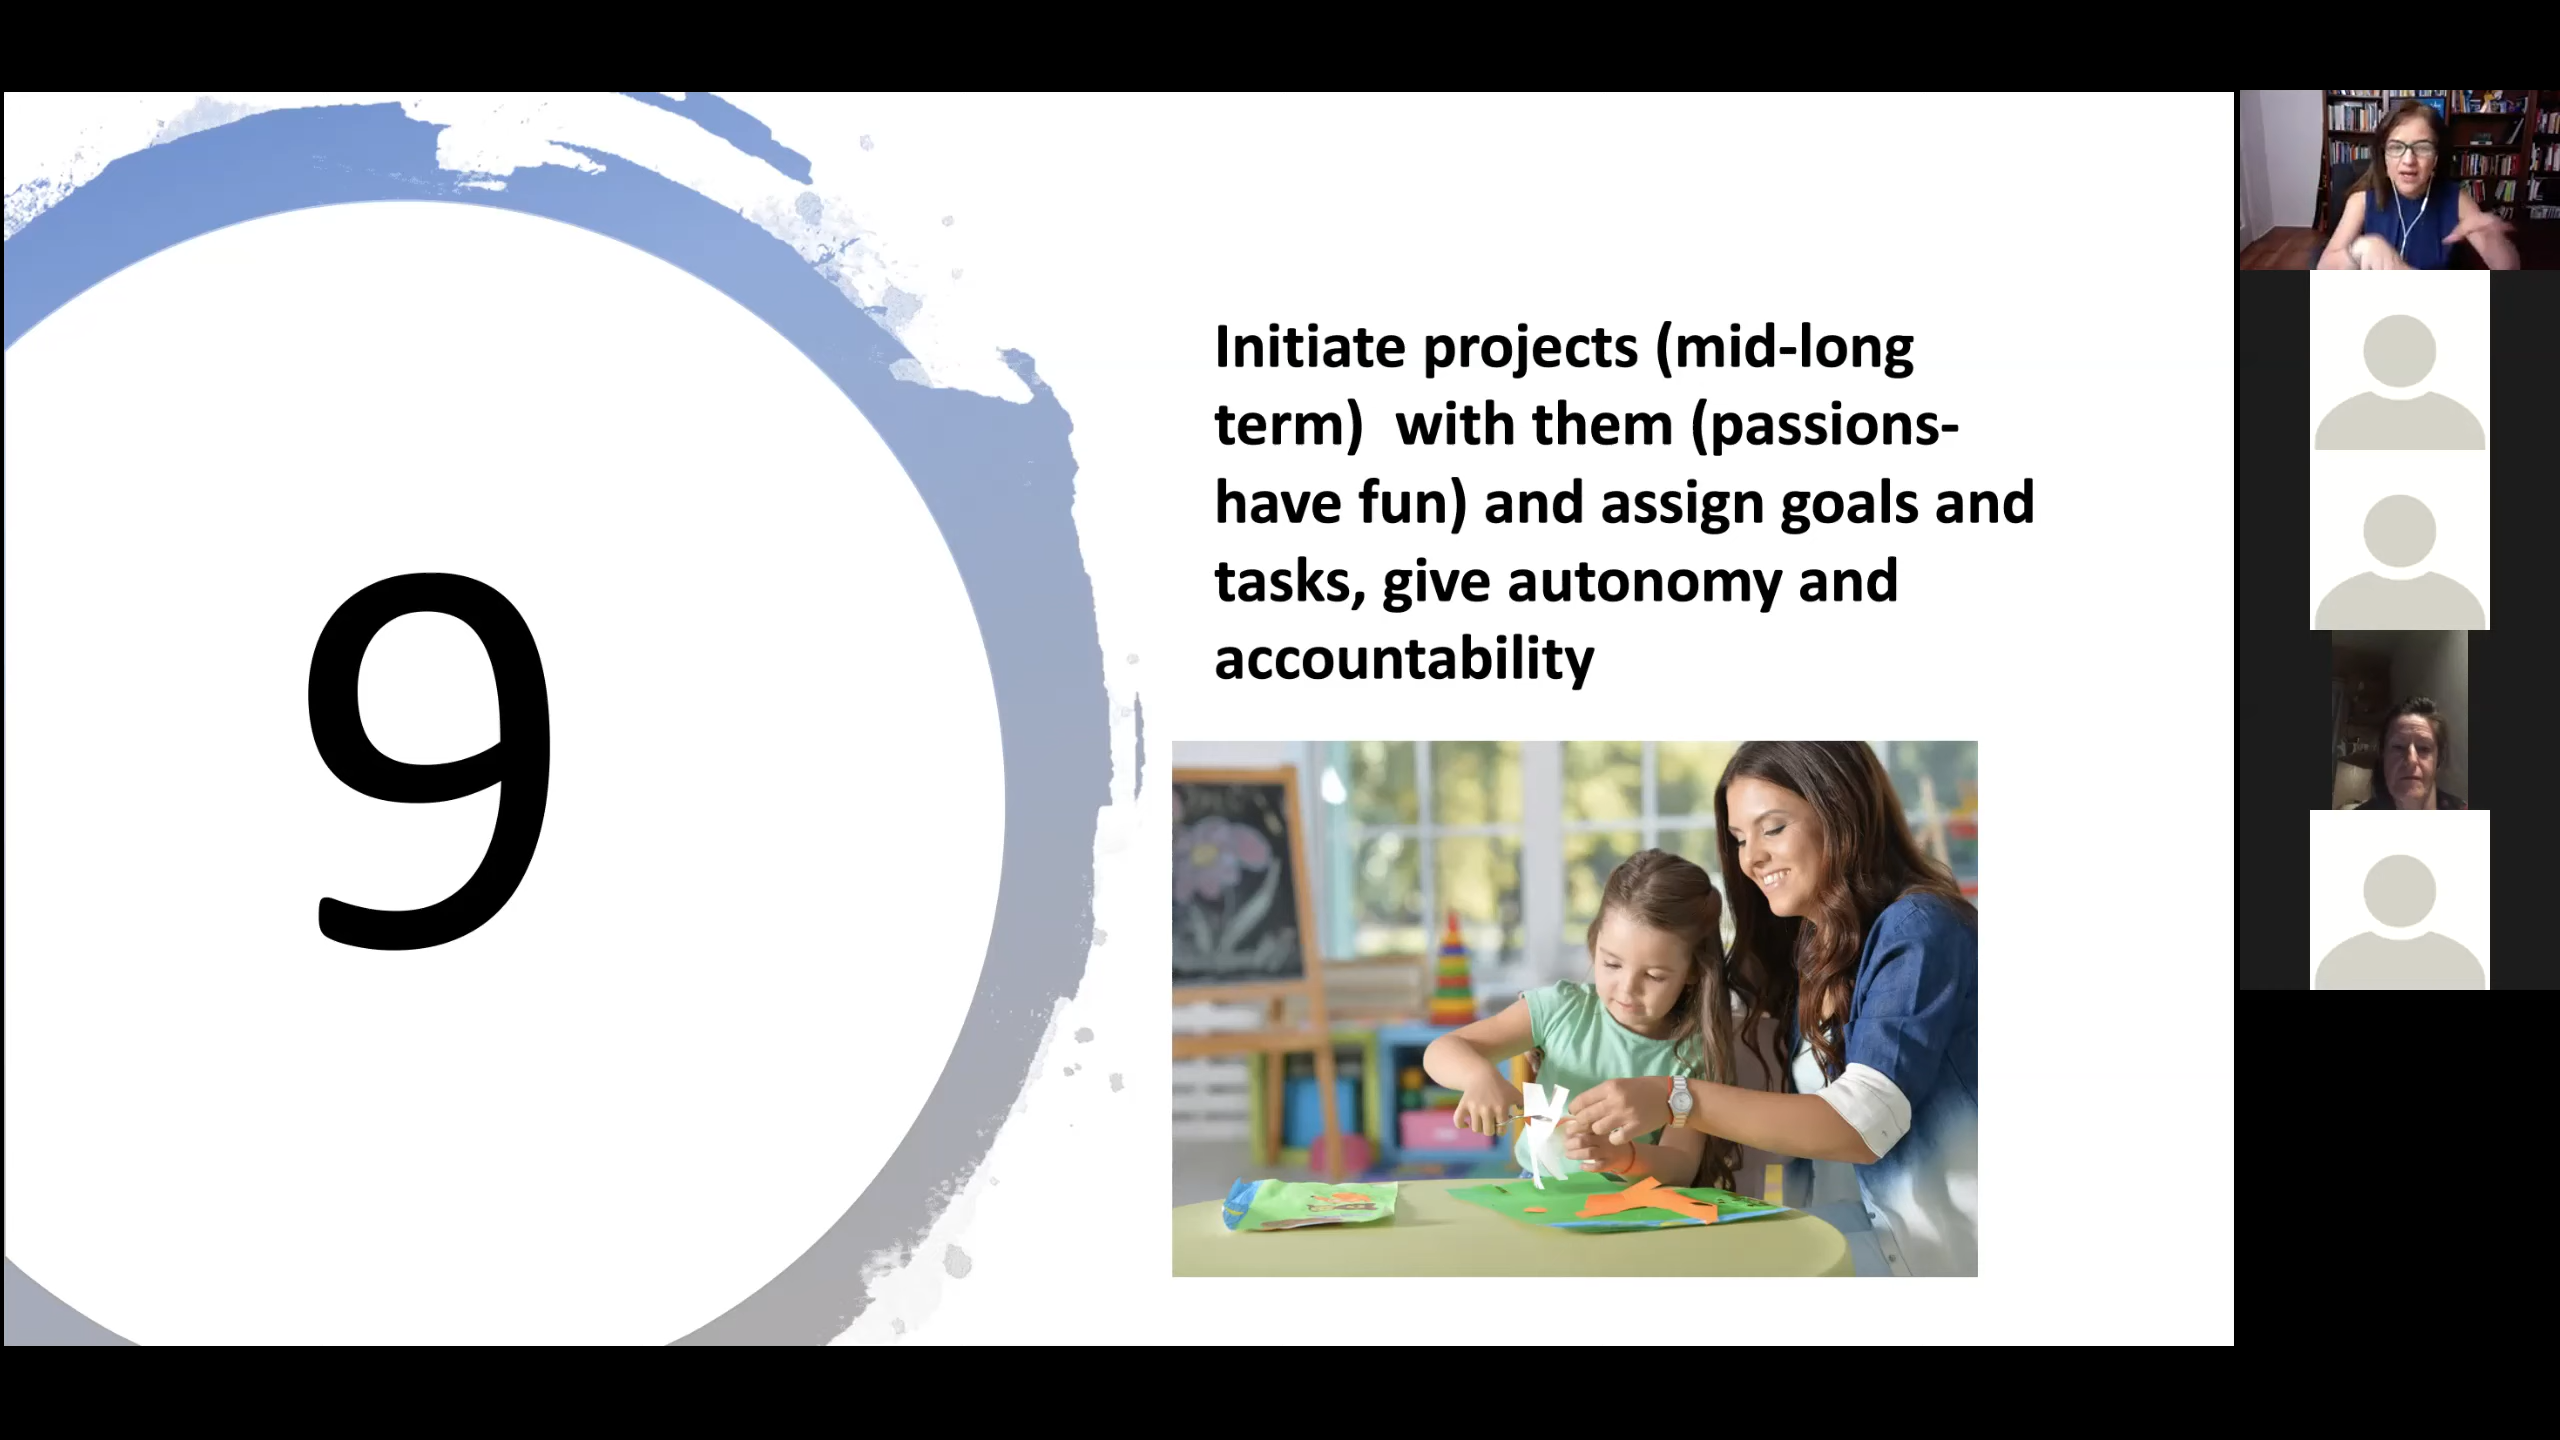 9
Initiate projects (mid-long
term)  with them (passions-
have fun) and assign goals and
tasks, give autonomy and
accountability